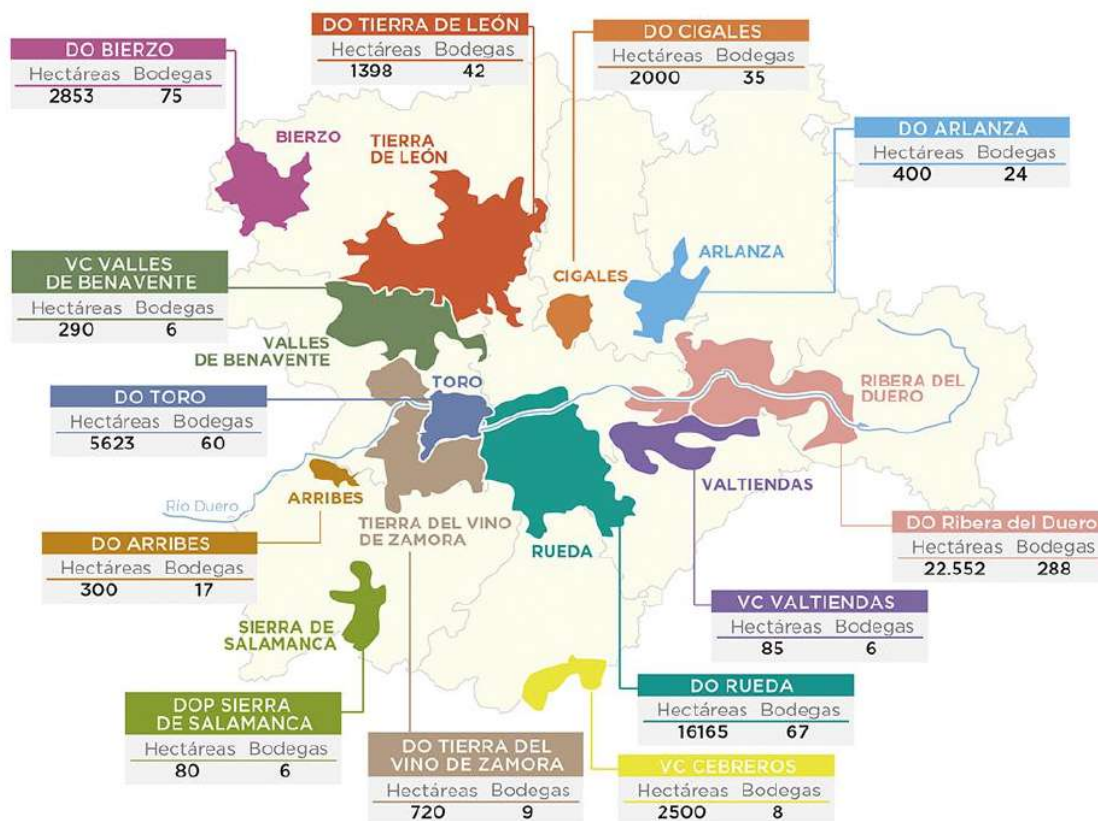 DO TIERRA DE LEÓN
Hectáreas Bodegas
1398 42
DO CIGALES
Hectáreas Bodegas
2000 35
DO BIERZO
Hectáreas Bodegas
2853 75
DO ARLANZA
Hectáreas Bodegas
400 24
BIERZO
TIERRA
DE LEÓN
ARLANZA
CIGALES
VC VALLES
DE BENAVENTE
Hectáreas Bodegas
290 6
VALLES
DE BENAVENTE
TORO
RIBERA DEL
DUERO
DO TORO
Hectáreas Bodegas
5623 60
VALTIENDAS
ARRIBES
Río Duero
TIERRA DEL VINO
DE ZAMORA
RUEDA
DO ARRIBES
Hectáreas Bodegas
300 17
DO Ribera del Duero
Hectáreas Bodegas
22.552 288
VC VALTIENDAS
Hectáreas Bodegas
85 6
SIERRA DE
SALAMANCA
DOP SIERRA
DE SALAMANCA
Hectáreas Bodegas
80 6
DO RUEDA
Hectáreas Bodegas
16165 67
DO TIERRA DEL
VINO DE ZAMORA
Hectáreas Bodegas
720 9
VC CEBREROS
Hectáreas Bodegas
2500 8